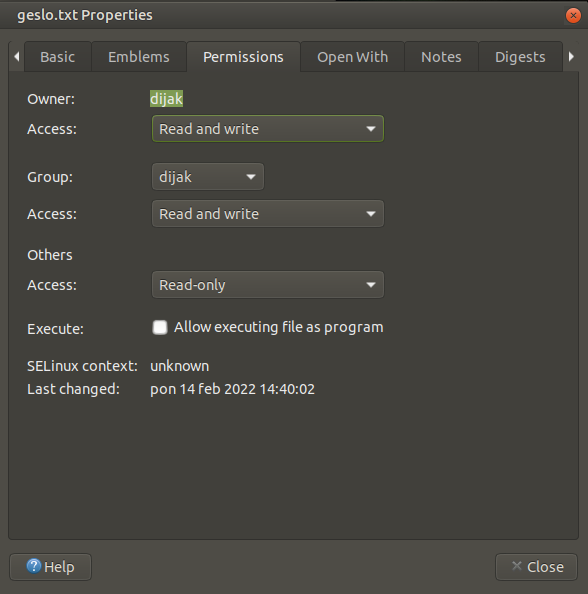 geslo.txt Properties
Basic Emblems Permissions Open With Notes Digests
Owner: dijak
Access: Read and write
Group: dijak
Access: Read and write
Others
Access: Read-only
Execute: Allow executing file as program
SELinux context: unknown
Last changed: pon 14 feb 2022 14:40:02
Help Close